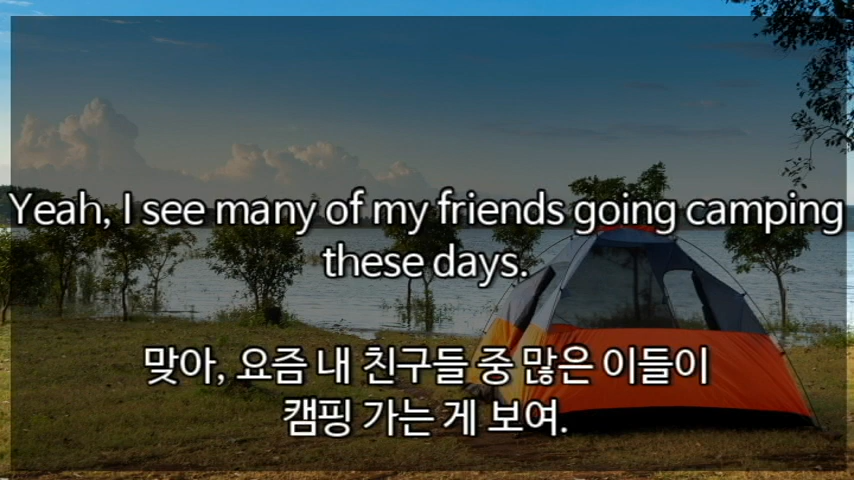 Yeah, I see many of my friends going camping
these days.
맞아, 요즘 내 친구들 중 많은 이들이
캠핑 가는 게 보여.